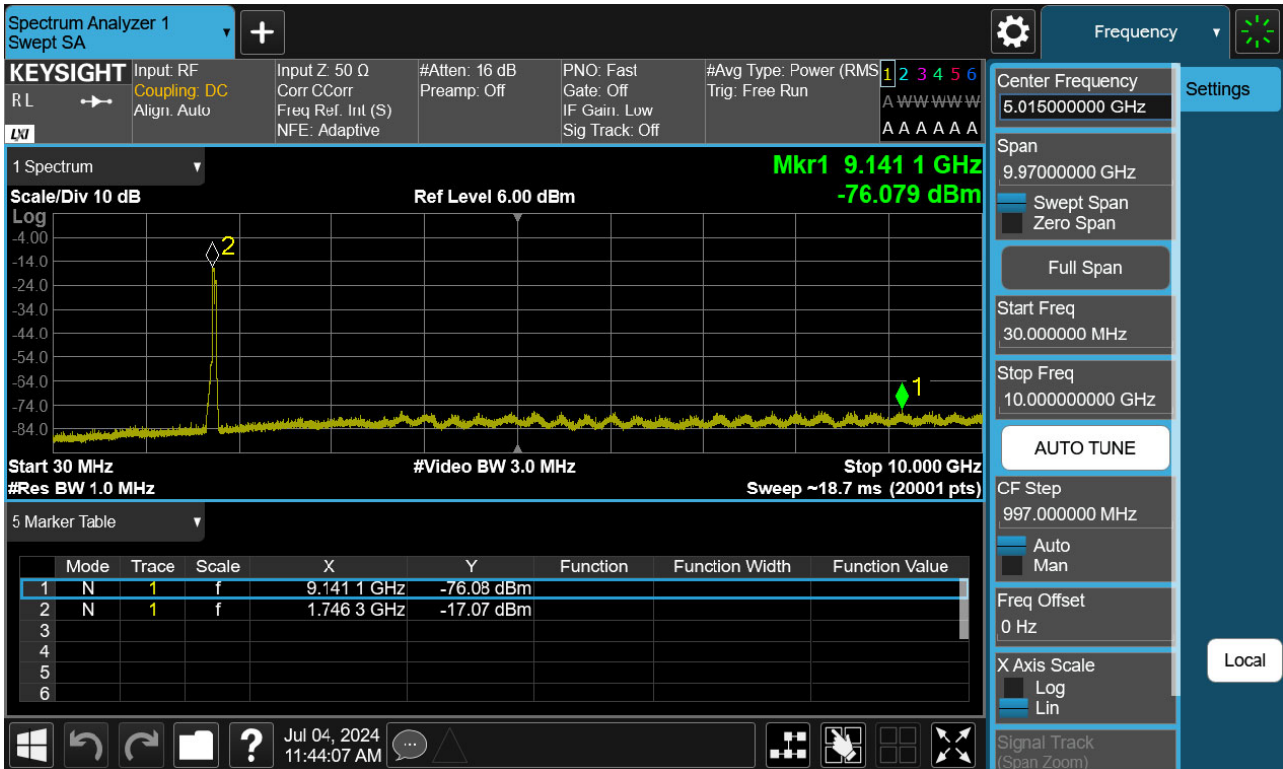 Spectrum Analyzer 1
Swept SA
+
Frequency
KEYSIGHT
R L
LXI
Input: RF
Coupling: DC
Align: Auto
Input Z: 50 Ω
Corr CCorr
Freq Ref: Int (S)
NFE: Adaptive
#Atten: 16 dB
Preamp: Off
PNO: Fast
Gate: Off
IF Gain: Low
Sig Track: Off
#Avg Type: Power (RMS
Trig: Free Run
1 2 3 4 5 6
A W W W W W
A A A A A A
1 Spectrum
Scale/Div 10 dB
Ref Level 6.00 dBm
Mkr1 9.141 1 GHz
-76.079 dBm
Log
-4.00
-14.0
-24.0
-34.0
-44.0
-54.0
-64.0
-74.0
-84.0
2
1
Start 30 MHz
#Video BW 3.0 MHz
Stop 10.000 GHz
#Res BW 1.0 MHz
Sweep ~18.7 ms (20001 pts)
5 Marker Table
Mode Trace Scale X Y Function Function Width Function Value
1 N 1 f 9.141 1 GHz -76.08 dBm
2 N 1 f 1.746 3 GHz -17.07 dBm
3
4
5
6
?
Jul 04, 2024
11:44:07 AM
Center Frequency
5.015000000 GHz
Settings
Span
9.97000000 GHz
Swept Span
Zero Span
Full Span
Start Freq
30.000000 MHz
Stop Freq
10.000000000 GHz
AUTO TUNE
CF Step
997.000000 MHz
Auto
Man
Freq Offset
0 Hz
X Axis Scale
Log
Lin
Local
Signal Track
(Span Zoom)